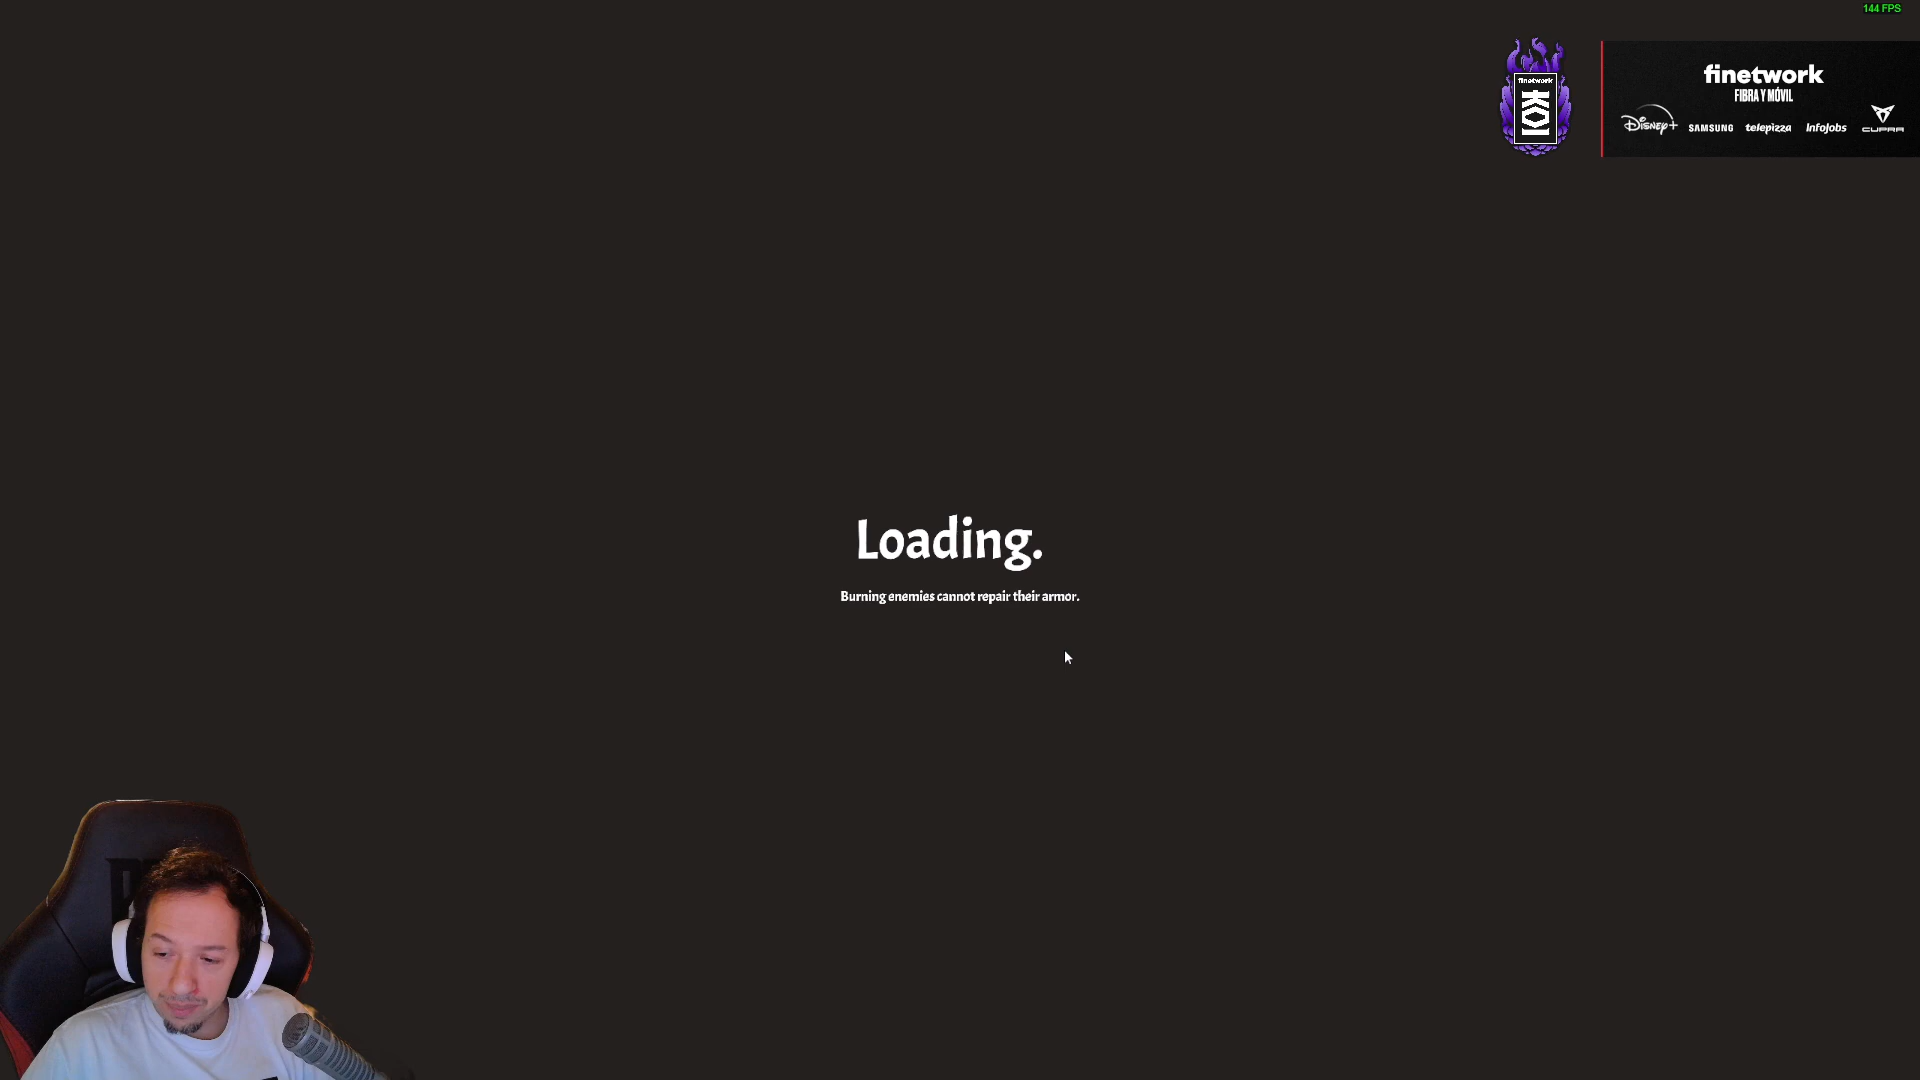 144 FPS
finetwork
KOI
finetwork
FIBRA Y MÓVIL
Disney+ SAMSUNG telepizza InfoJobs CUPRA
Loading.
Burning enemies cannot repair their armor.